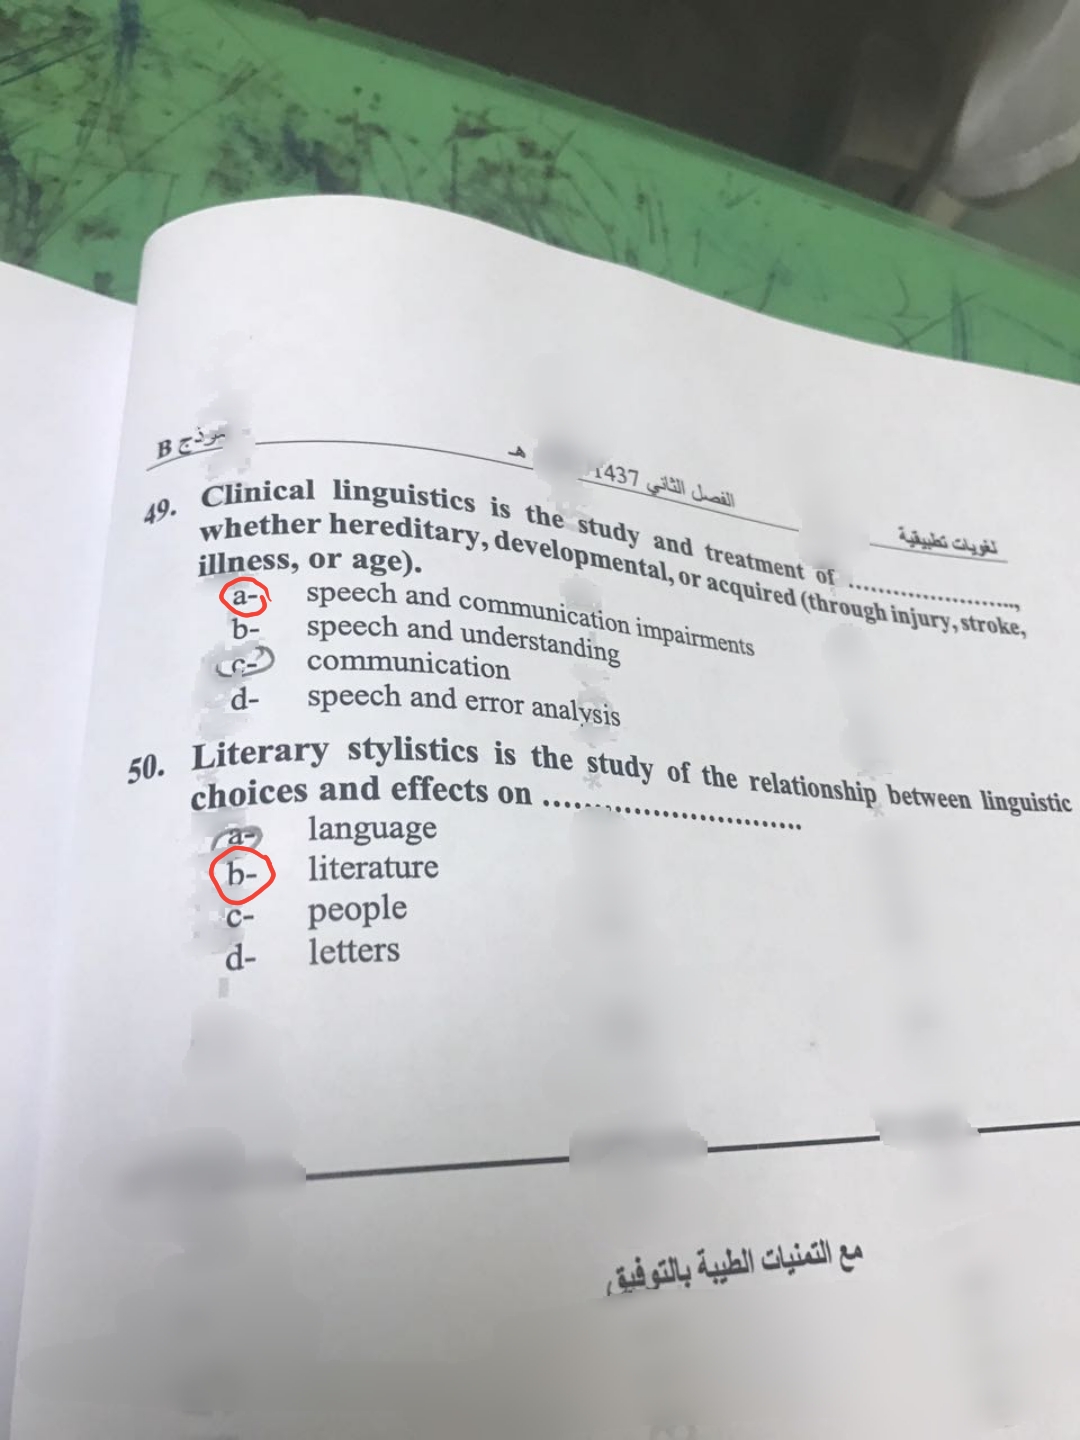 لغويات تطبيقية
الفصل الثاني 1437
هـ
B
49. Clinical linguistics is the study and treatment of ........................,
whether hereditary, developmental, or acquired (through injury, stroke,
illness, or age).
a- speech and communication impairments
b- speech and understanding
c- communication
d- speech and error analysis
50. Literary stylistics is the study of the relationship between linguistic
choices and effects on ............................
a- language
b- literature
c- people
d- letters
مع التمنيات الطيبة بالتوفيق